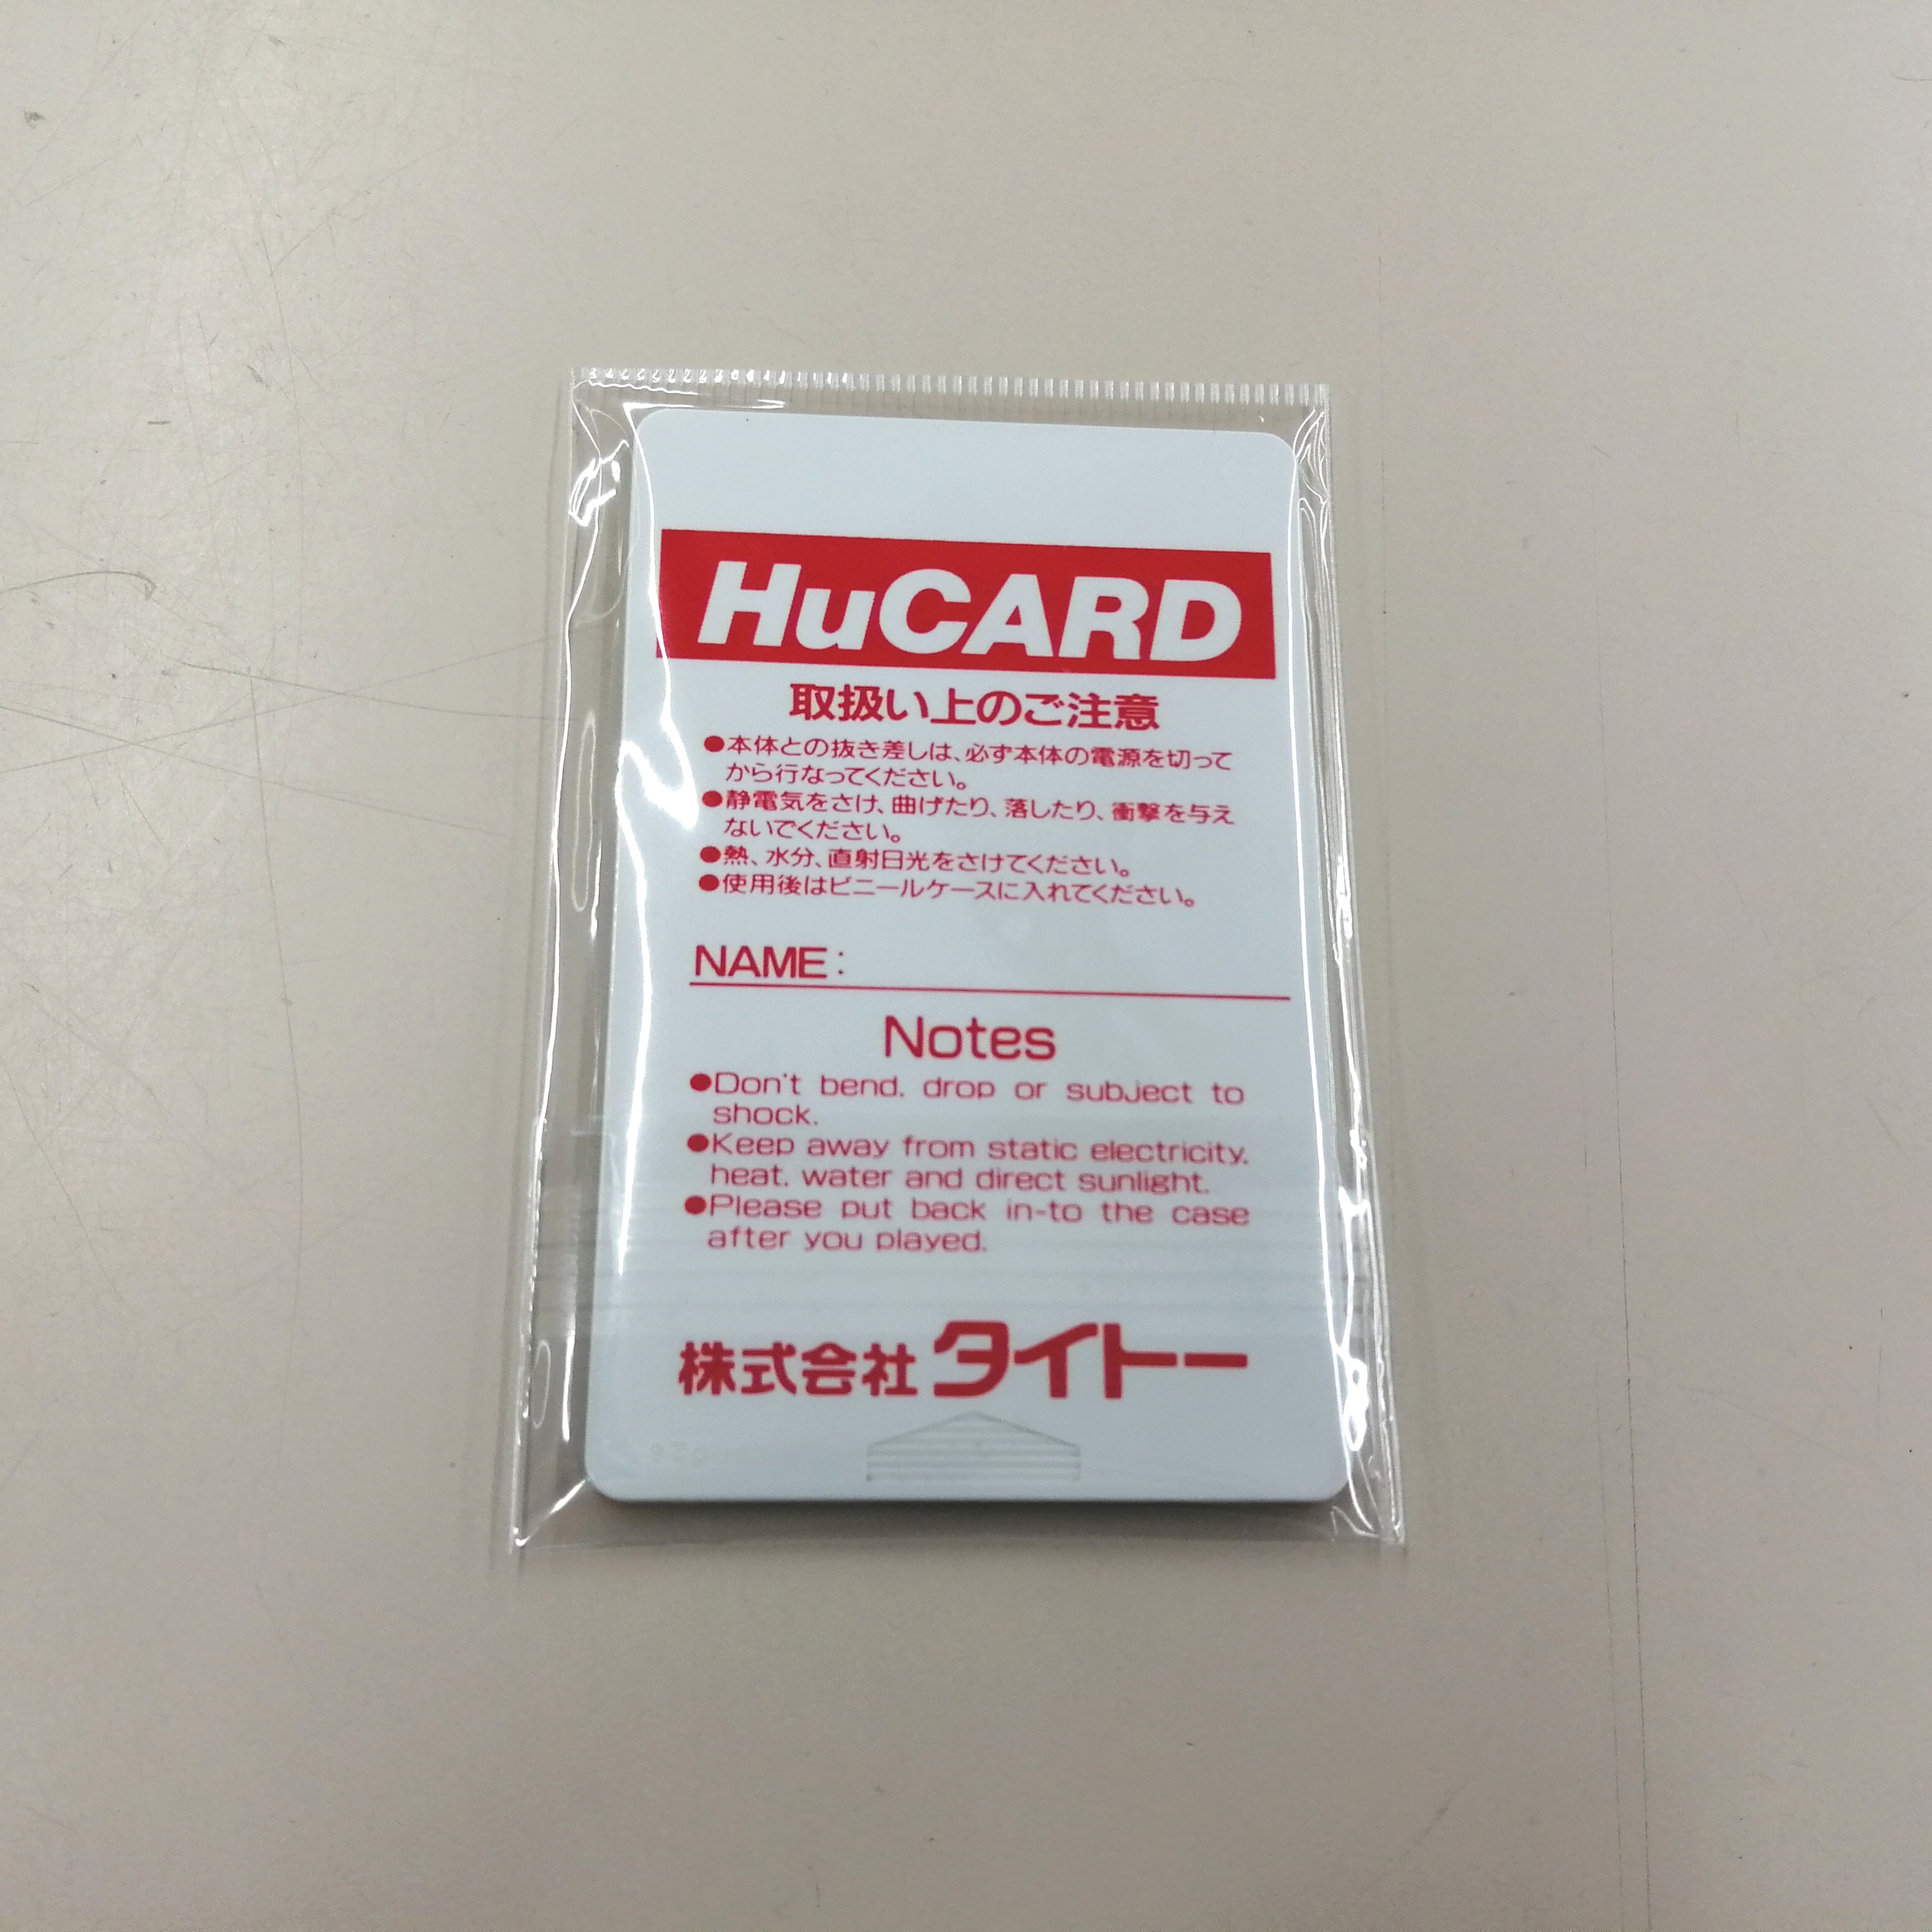 HuCARD
取扱い上のご注意
●本体との抜き差しは、必ず本体の電源を切って
から行なってください。
●静電気をさけ、曲げたり、落したり、衝撃を与え
ないでください。
●熱、水分、直射日光をさけてください。
●使用後はビニールケースに入れてください。
NAME:
Notes
●Don't bend, drop or subject to
shock.
●Keep away from static electricity,
heat, water and direct sunlight.
●Please put back in-to the case
after you played.
株式会社タイトー